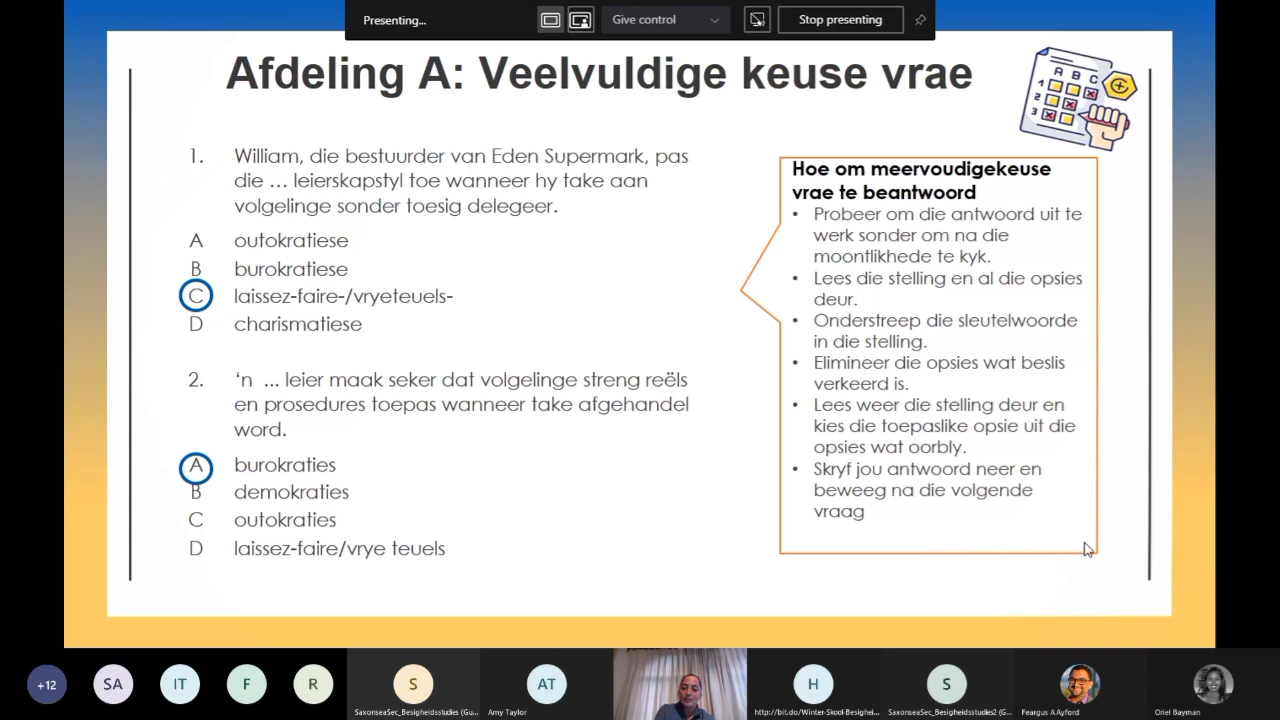 Presenting...
Give control
Stop presenting
Afdeling A: Veelvuldige keuse vrae
A B C
1
2
3
1. William, die bestuurder van Eden Supermark, pas
die ... leierskapstyl toe wanneer hy take aan
volgelinge sonder toesig delegeer.
A outokratiese
B burokratiese
C laissez-faire-/vryeteuels-
D charismatiese
2. ‘n ... leier maak seker dat volgelinge streng reëls
en prosedures toepas wanneer take afgehandel
word.
A burokraties
B demokraties
C outokraties
D laissez-faire/vrye teuels
Hoe om meervoudigekeuse
vrae te beantwoord
• Probeer om die antwoord uit te
werk sonder om na die
moontlikhede te kyk.
• Lees die stelling en al die opsies
deur.
• Onderstreep die sleutelwoorde
in die stelling.
• Elimineer die opsies wat beslis
verkeerd is.
• Lees weer die stelling deur en
kies die toepaslike opsie uit die
opsies wat oorbly.
• Skryf jou antwoord neer en
beweeg na die volgende
vraag
+12
SA
IT
F
R
S
AT
H
S
SaxonseaSec_Besigheidsstudies (Gu...
Amy Taylor
http://bit.do/Winter-Skool-Besighei...
SaxonseaSec_Besigheidsstudies2 (G...
Feargus A Ayford
Oriel Bayman